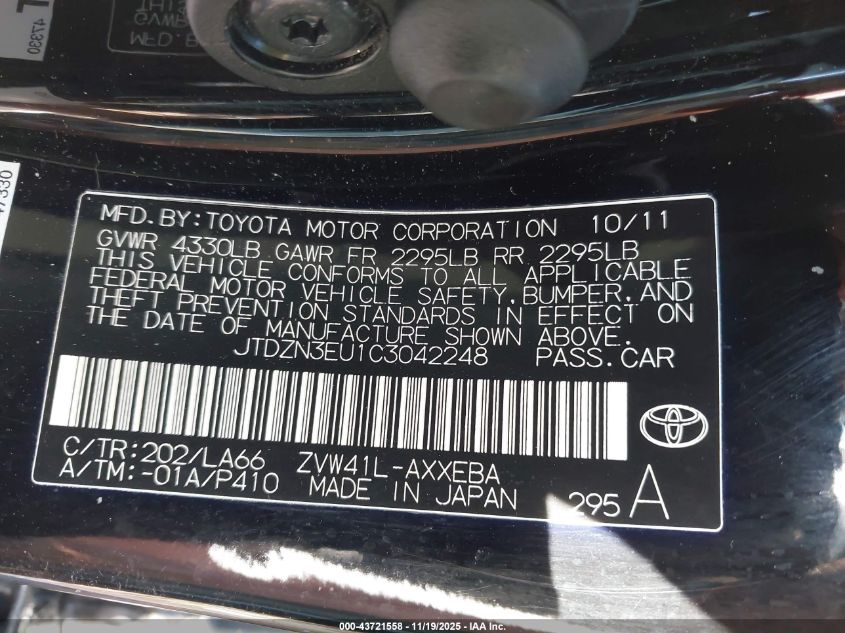 47330
MFD.BY:TOYOTA MOTOR CORPORATION 10/11
GVWR 4330LB GAWR FR 2295LB RR 2295LB
THIS VEHICLE CONFORMS TO ALL APPLICABLE
FEDERAL MOTOR VEHICLE SAFETY, BUMPER, AND
THEFT PREVENTION STANDARDS IN EFFECT ON
THE DATE OF MANUFACTURE SHOWN ABOVE.
JTDZN3EU1C3042248 PASS.CAR
C/TR:202/LA66 ZVW41L-AXXEBA
A/TM:-01A/P410 MADE IN JAPAN 295 A
000-43721558 - 11/19/2025 - IAA Inc.